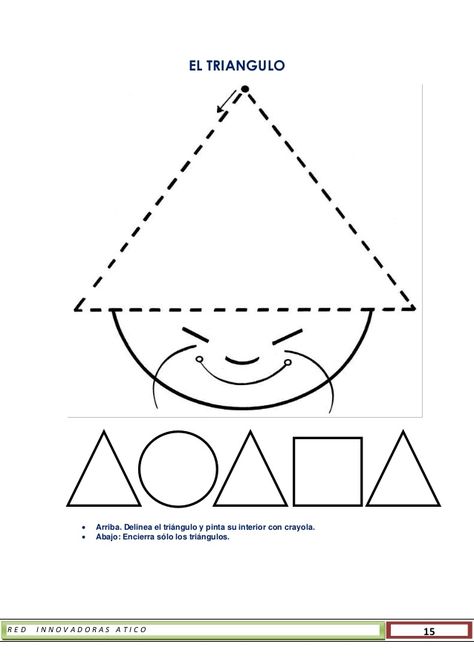 EL TRIANGULO
• Arriba. Delinea el triángulo y pinta su interior con crayola.
• Abajo: Encierra sólo los triángulos.
RED INNOVADORAS ATICO
15